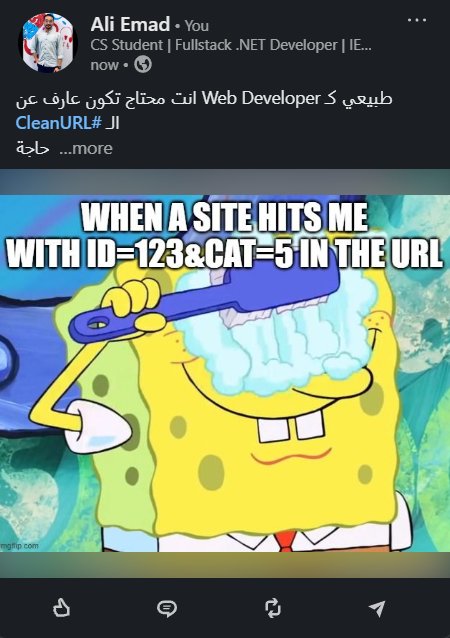 Ali Emad • You
CS Student | Fullstack .NET Developer | IE...
now •
طبيعي كـ Web Developer انت محتاج تكون عارف عن
الـ #CleanURL
حاجة ...more
WHEN A SITE HITS ME
WITH ID=123&CAT=5 IN THE URL
imgflip.com